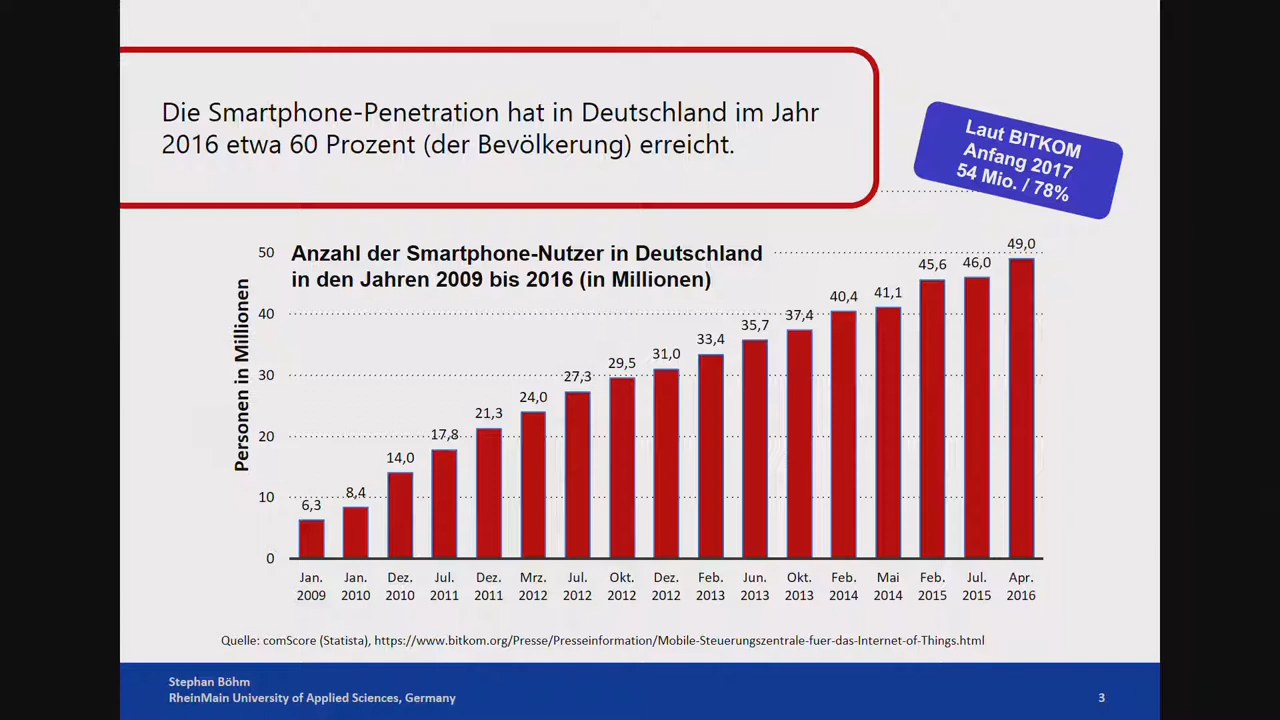 Die Smartphone-Penetration hat in Deutschland im Jahr
2016 etwa 60 Prozent (der Bevölkerung) erreicht.
Laut BITKOM
Anfang 2017
54 Mio. / 78%
Anzahl der Smartphone-Nutzer in Deutschland
in den Jahren 2009 bis 2016 (in Millionen)
Personen in Millionen
50
40
30
20
10
0
6,3
8,4
14,0
17,8
21,3
24,0
27,3
29,5
31,0
33,4
35,7
37,4
40,4
41,1
45,6
46,0
49,0
Jan. 2009
Jan. 2010
Dez. 2010
Jul. 2011
Dez. 2011
Mrz. 2012
Jul. 2012
Okt. 2012
Dez. 2012
Feb. 2013
Jun. 2013
Okt. 2013
Feb. 2014
Mai 2014
Feb. 2015
Jul. 2015
Apr. 2016
Quelle: comScore (Statista), https://www.bitkom.org/Presse/Presseinformation/Mobile-Steuerungszentrale-fuer-das-Internet-of-Things.html
Stephan Böhm
RheinMain University of Applied Sciences, Germany
3